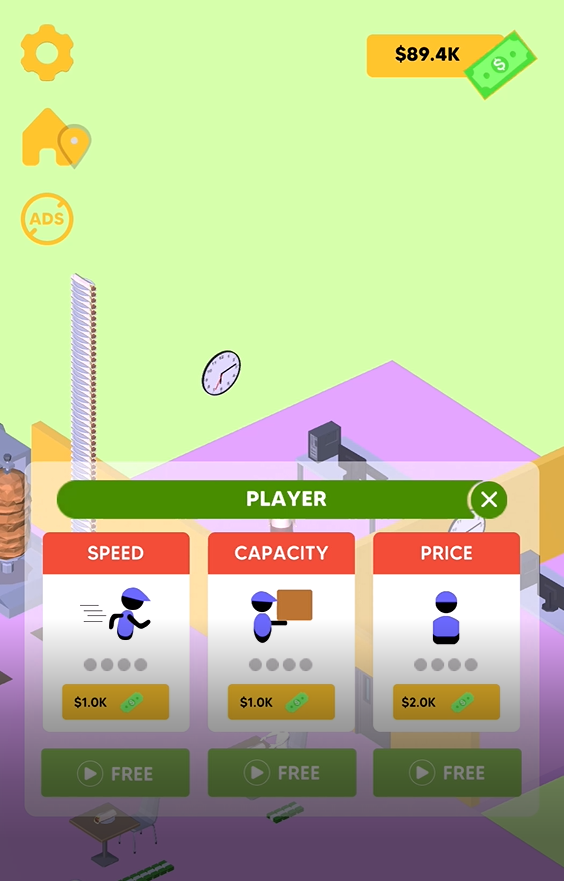 $89.4K
ADS
PLAYER
SPEED
CAPACITY
PRICE
$1.0K
$1.0K
$2.0K
FREE
FREE
FREE